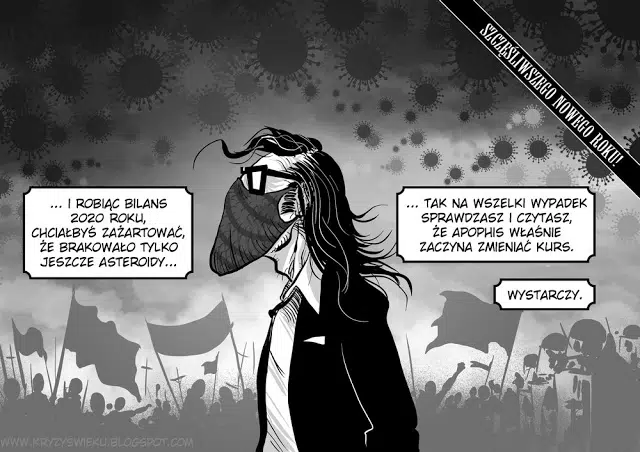 SZCZĘŚLIWSZEGO NOWEGO ROKU!
... I ROBIĄC BILANS
2020 ROKU,
CHCIAŁBYŚ ZAŻARTOWAĆ,
ŻE BRAKOWAŁO TYLKO
JESZCZE ASTEROIDY...
... TAK NA WSZELKI WYPADEK
SPRAWDZASZ I CZYTASZ,
ŻE APOPHIS WŁAŚNIE
ZACZYNA ZMIENIAĆ KURS.
WYSTARCZY.
WWW.KRYZYSWIEKU.BLOGSPOT.COM